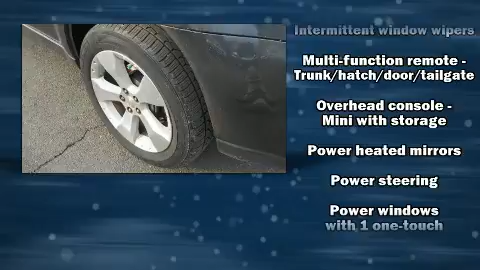 Intermittent window wipers
Multi-function remote -
Trunk/hatch/door/tailgate
Overhead console -
Mini with storage
Power heated mirrors
Power steering
Power windows
with 1 one-touch